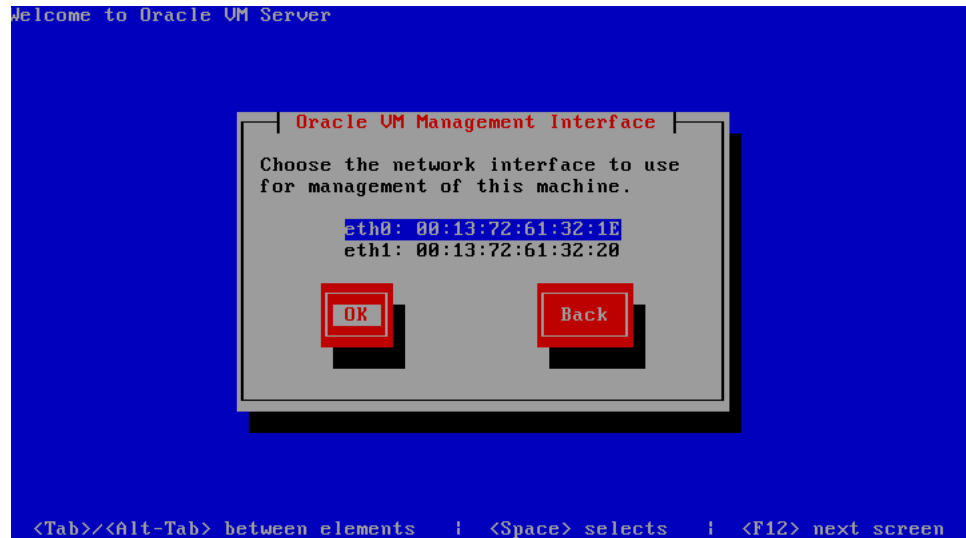 Welcome to Oracle VM Server
Oracle VM Management Interface
Choose the network interface to use
for management of this machine.
eth0: 00:13:72:61:32:1E
eth1: 00:13:72:61:32:20
OK Back
<Tab>/<Alt-Tab> between elements | <Space> selects | <F12> next screen